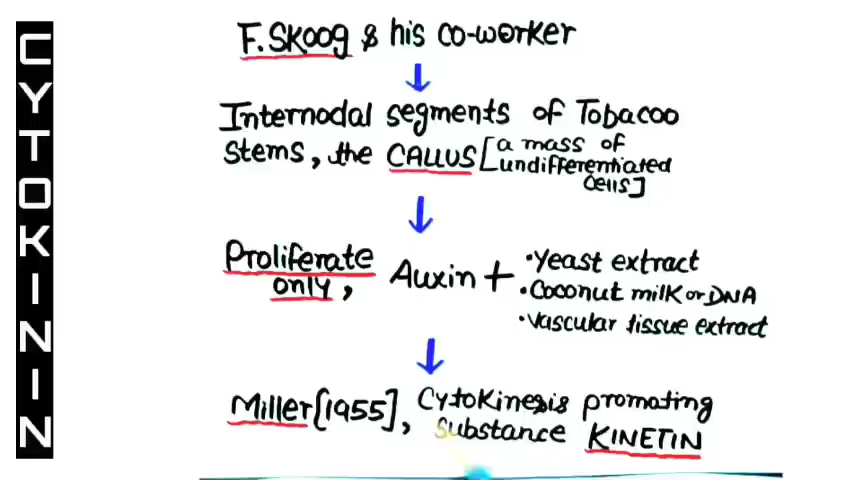 CYTOKININ
F. SKOOG & his co-worker
Internodal segments of Tobacoo
stems, the CALLUS [a mass of
undifferentiated
cells]
Proliferate
only, Auxin +
• Yeast extract
• Coconut milk or DNA
• Vascular tissue extract
Miller [1955], Cytokinesis promoting
Substance KINETIN